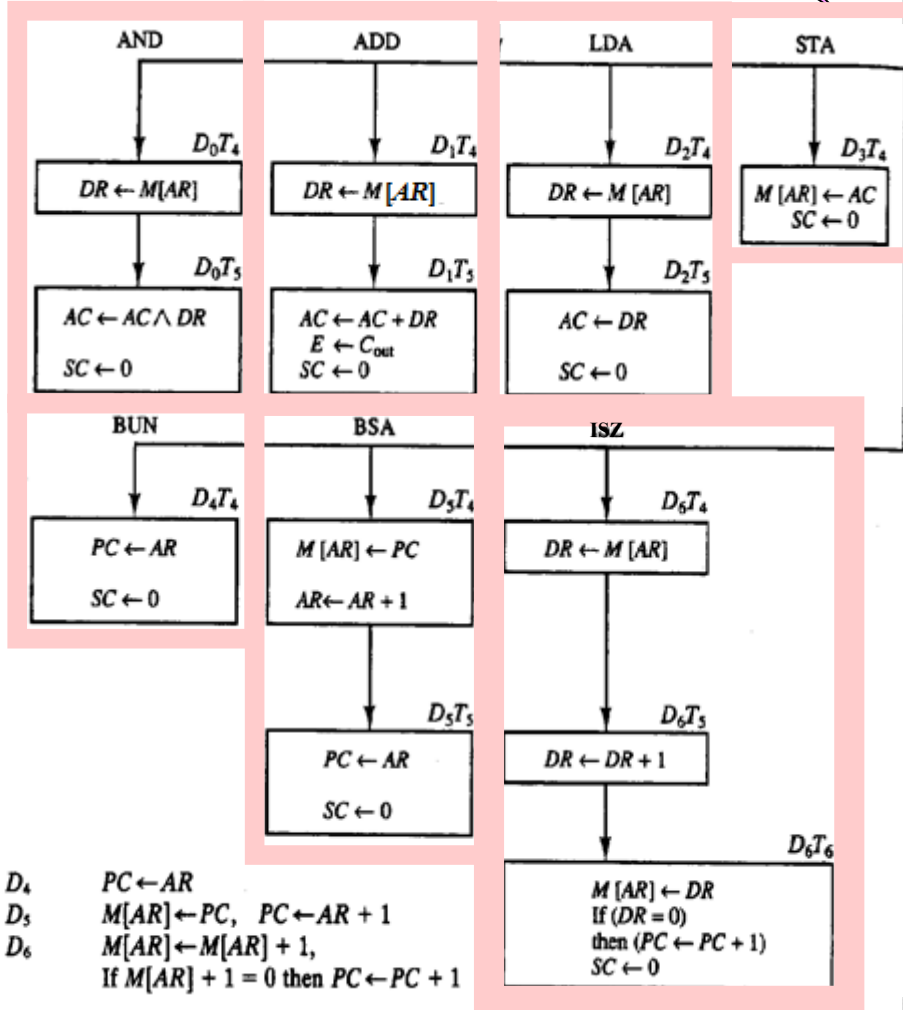 AND
ADD
LDA
STA
D₀T₄
D₁T₄
D₂T₄
D₃T₄
DR ← M[AR]
DR ← M[AR]
DR ← M [AR]
M [AR] ← AC
SC ← 0
D₀T₅
D₁T₅
D₂T₅
AC ← AC ∧ DR
SC ← 0
AC ← AC + DR
E ← Cout
SC ← 0
AC ← DR
SC ← 0
BUN
BSA
ISZ
D₄T₄
D₅T₄
D₆T₄
PC ← AR
SC ← 0
M [AR] ← PC
AR ← AR + 1
DR ← M [AR]
D₅T₅
D₆T₅
PC ← AR
SC ← 0
DR ← DR + 1
D₆T₆
M [AR] ← DR
If (DR = 0)
then (PC ← PC + 1)
SC ← 0
D₄ PC ← AR
D₅ M[AR] ← PC, PC ← AR + 1
D₆ M[AR] ← M[AR] + 1,
If M[AR] + 1 = 0 then PC ← PC + 1